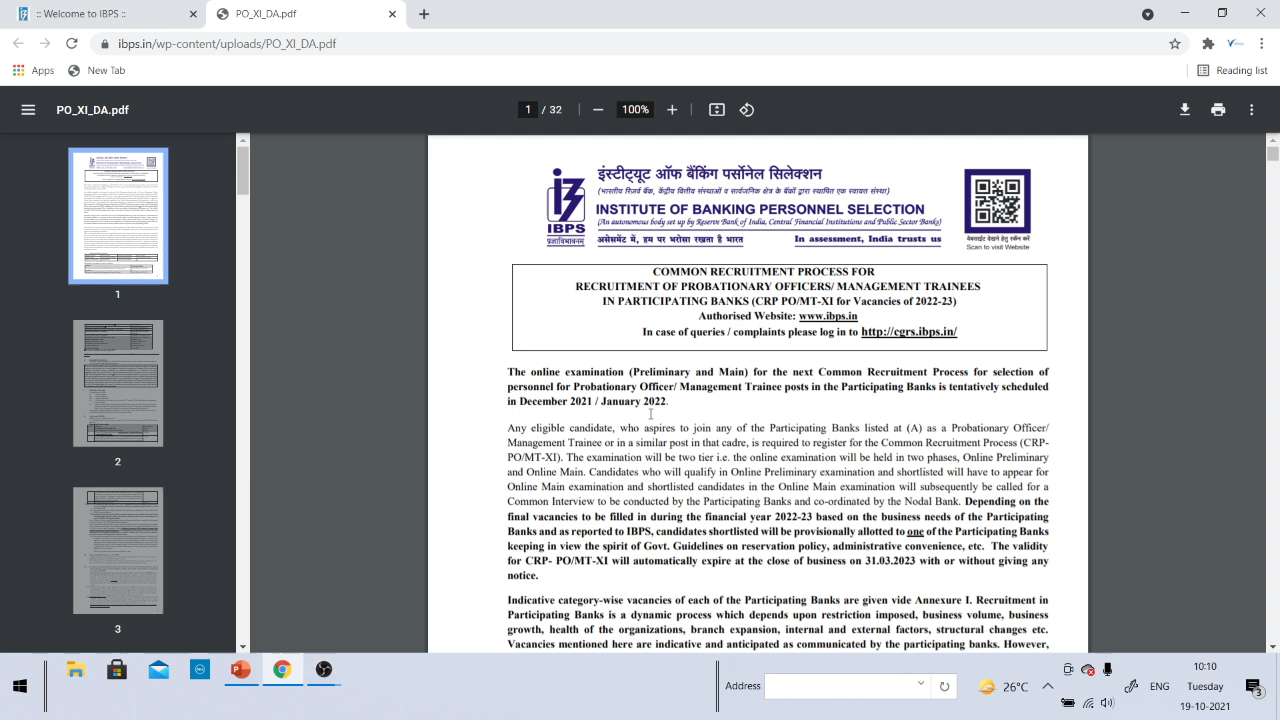 :: Welcome to IBPS ::
PO_XI_DA.pdf
ibps.in/wp-content/uploads/PO_XI_DA.pdf
Apps
New Tab
Reading list
PO_XI_DA.pdf
1 / 32
100%
1
2
3
इंस्टीट्यूट ऑफ बैंकिंग पर्सोनेल सिलेक्शन
(भारतीय रिज़र्व बैंक, केंद्रीय वित्तीय संस्थाओं व सार्वजनिक क्षेत्र के बैंकों द्वारा स्थापित एक स्वायत्त संस्था)
INSTITUTE OF BANKING PERSONNEL SELECTION
(An autonomous body set up by Reserve Bank of India, Central Financial Institutions and Public Sector Banks)
IBPS
प्रज्ञाविधानम्
असेसमेंट में, हम पर भरोसा रखता है भारत In assessment, India trusts us
वेबसाईट देखने हेतु स्कैन करें
Scan to visit Website
COMMON RECRUITMENT PROCESS FOR
RECRUITMENT OF PROBATIONARY OFFICERS/ MANAGEMENT TRAINEES
IN PARTICIPATING BANKS (CRP PO/MT-XI for Vacancies of 2022-23)
Authorised Website: www.ibps.in
In case of queries / complaints please log in to http://cgrs.ibps.in/
The online examination (Preliminary and Main) for the next Common Recruitment Process for selection of
personnel for Probationary Officer/ Management Trainee posts in the Participating Banks is tentatively scheduled
in December 2021 / January 2022.
Any eligible candidate, who aspires to join any of the Participating Banks listed at (A) as a Probationary Officer/
Management Trainee or in a similar post in that cadre, is required to register for the Common Recruitment Process (CRP-
PO/MT-XI). The examination will be two tier i.e. the online examination will be held in two phases, Online Preliminary
and Online Main. Candidates who will qualify in Online Preliminary examination and shortlisted will have to appear for
Online Main examination and shortlisted candidates in the Online Main examination will subsequently be called for a
Common Interview to be conducted by the Participating Banks and co-ordinated by the Nodal Bank. Depending on the
final vacancies to be filled in during the financial year 2022-23 based on the business needs of the Participating
Banks and as reported to IBPS, candidates shortlisted will be provisionally allotted to one of the Participating Banks
keeping in view the spirit of Govt. Guidelines on reservation policy, administrative convenience, etc. The validity
for CRP- PO/MT-XI will automatically expire at the close of business on 31.03.2023 with or without giving any
notice.
Indicative category-wise vacancies of each of the Participating Banks are given vide Annexure I. Recruitment in
Participating Banks is a dynamic process which depends upon restriction imposed, business volume, business
growth, health of the organizations, branch expansion, internal and external factors, structural changes etc.
Vacancies mentioned here are indicative and anticipated as communicated by the participating banks. However,
Address
26°C
ENG
10:10
Tuesday
19-10-2021
3